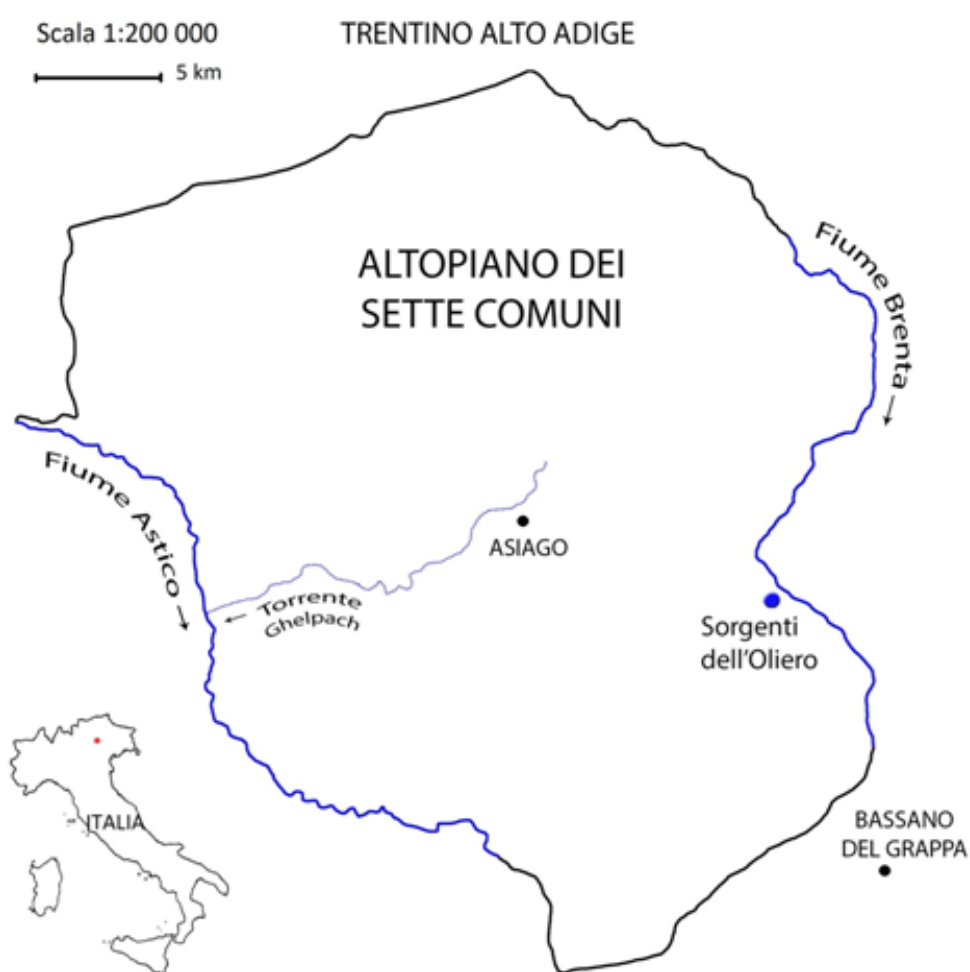 Scala 1:200 000
5 km
TRENTINO ALTO ADIGE
ALTOPIANO DEI
SETTE COMUNI
Fiume Brenta
Fiume Astico
ASIAGO
Torrente
Ghelpach
Sorgenti
dell'Oliero
ITALIA
BASSANO
DEL GRAPPA